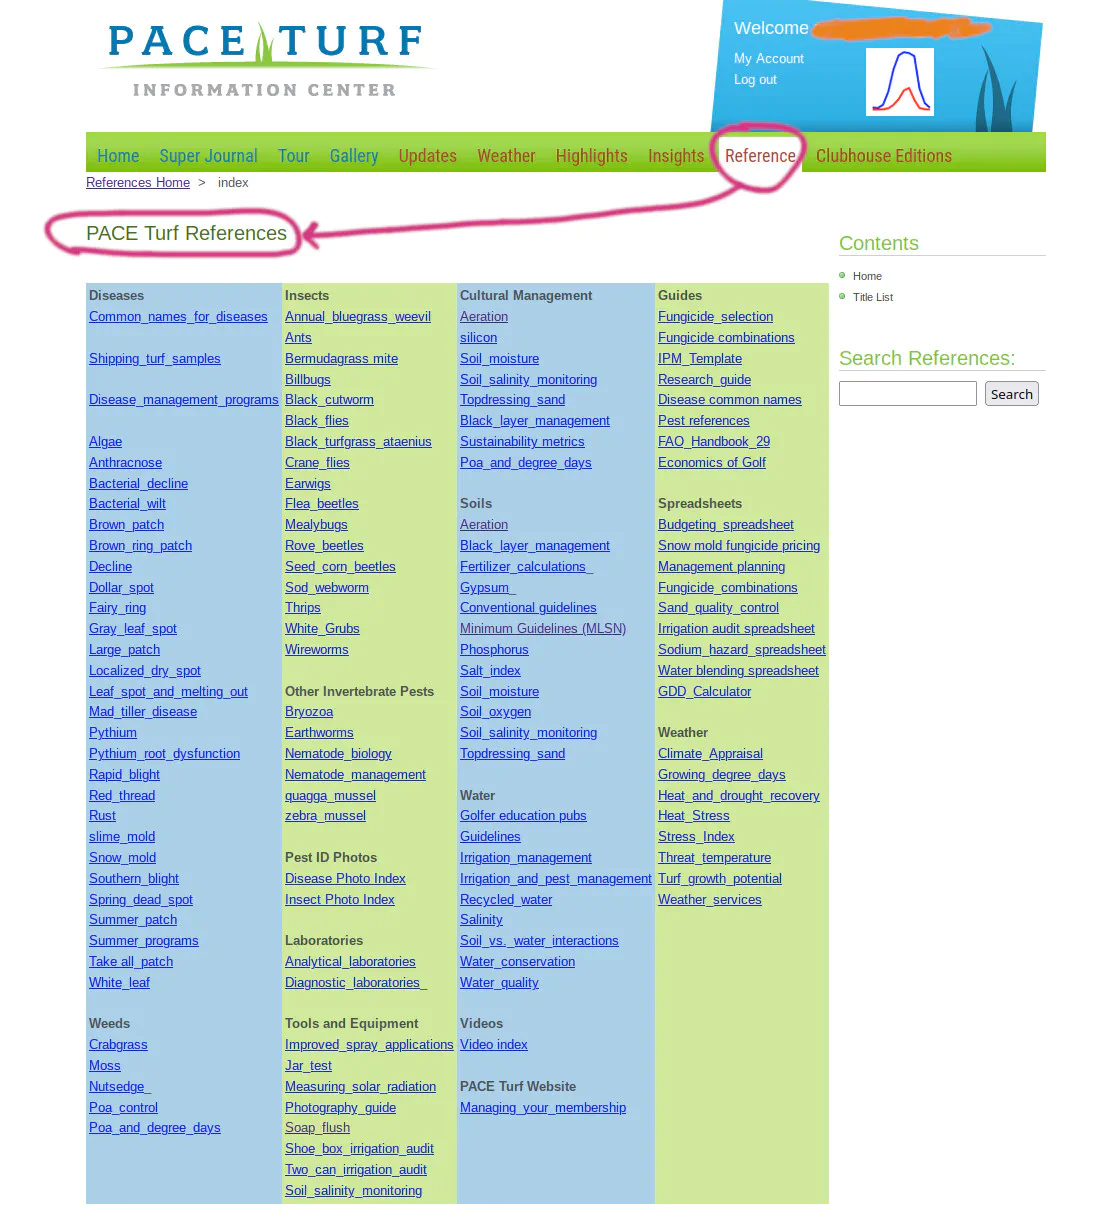 PACE TURF
INFORMATION CENTER
Welcome
My Account
Log out
Home Super Journal Tour Gallery Updates Weather Highlights Insights Reference Clubhouse Editions
References Home > index
PACE Turf References
Diseases
Common_names_for_diseases
Shipping_turf_samples
Disease_management_programs
Algae
Anthracnose
Bacterial_decline
Bacterial_wilt
Brown_patch
Brown_ring_patch
Decline
Dollar_spot
Fairy_ring
Gray_leaf_spot
Large_patch
Localized_dry_spot
Leaf_spot_and_melting_out
Mad_tiller_disease
Pythium
Pythium_root_dysfunction
Rapid_blight
Red_thread
Rust
slime_mold
Snow_mold
Southern_blight
Spring_dead_spot
Summer_patch
Summer_programs
Take all_patch
White_leaf
Weeds
Crabgrass
Moss
Nutsedge_
Poa_control
Poa_and_degree_days
Insects
Annual_bluegrass_weevil
Ants
Bermudagrass mite
Billbugs
Black_cutworm
Black_flies
Black_turfgrass_ataenius
Crane_flies
Earwigs
Flea_beetles
Mealybugs
Rove_beetles
Seed_corn_beetles
Sod_webworm
Thrips
White_Grubs
Wireworms
Other Invertebrate Pests
Bryozoa
Earthworms
Nematode_biology
Nematode_management
quagga_mussel
zebra_mussel
Pest ID Photos
Disease Photo Index
Insect Photo Index
Laboratories
Analytical_laboratories
Diagnostic_laboratories_
Tools and Equipment
Improved_spray_applications
Jar_test
Measuring_solar_radiation
Photography_guide
Soap_flush
Shoe_box_irrigation_audit
Two_can_irrigation_audit
Soil_salinity_monitoring
Cultural Management
Aeration
silicon
Soil_moisture
Soil_salinity_monitoring
Topdressing_sand
Black_layer_management
Sustainability metrics
Poa_and_degree_days
Soils
Aeration
Black_layer_management
Fertilizer_calculations_
Gypsum_
Conventional guidelines
Minimum Guidelines (MLSN)
Phosphorus
Salt_index
Soil_moisture
Soil_oxygen
Soil_salinity_monitoring
Topdressing_sand
Water
Golfer education pubs
Guidelines
Irrigation_management
Irrigation_and_pest_management
Recycled_water
Salinity
Soil_vs._water_interactions
Water_conservation
Water_quality
Videos
Video index
PACE Turf Website
Managing_your_membership
Guides
Fungicide_selection
Fungicide combinations
IPM_Template
Research_guide
Disease common names
Pest references
FAO_Handbook_29
Economics of Golf
Spreadsheets
Budgeting_spreadsheet
Snow mold fungicide pricing
Management planning
Fungicide_combinations
Sand_quality_control
Irrigation audit spreadsheet
Sodium_hazard_spreadsheet
Water blending spreadsheet
GDD_Calculator
Weather
Climate_Appraisal
Growing_degree_days
Heat_and_drought_recovery
Heat_Stress
Stress_Index
Threat_temperature
Turf_growth_potential
Weather_services
Contents
Home
Title List
Search References:
Search